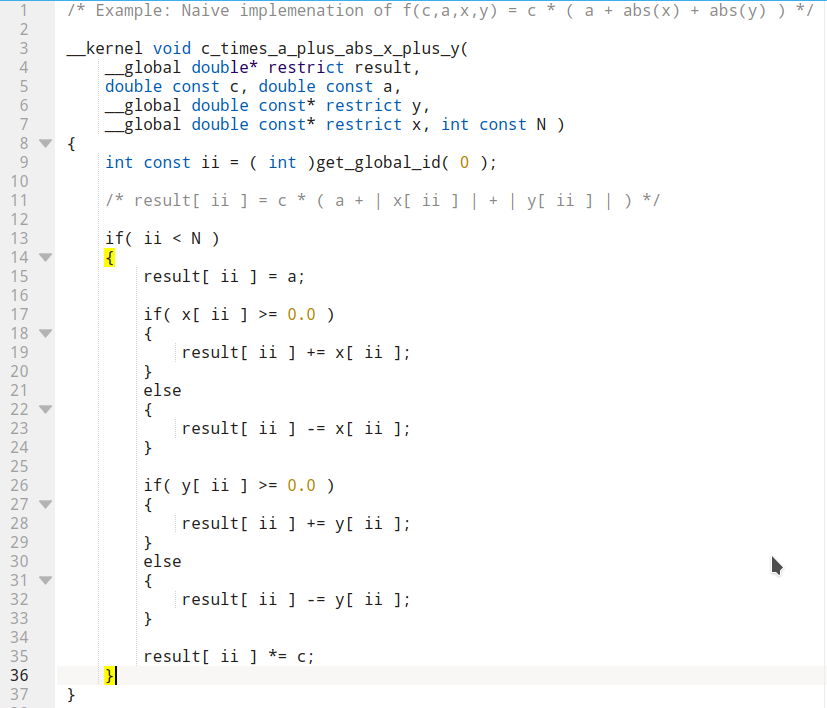 1 /* Example: Naive implemenation of f(c,a,x,y) = c * ( a + abs(x) + abs(y) ) */
2
3 __kernel void c_times_a_plus_abs_x_plus_y(
4     __global double* restrict result,
5     double const c, double const a,
6     __global double const* restrict y,
7     __global double const* restrict x, int const N )
8 {
9     int const ii = ( int )get_global_id( 0 );
10
11     /* result[ ii ] = c * ( a + | x[ ii ] | + | y[ ii ] | ) */
12
13     if( ii < N )
14     {
15         result[ ii ] = a;
16
17         if( x[ ii ] >= 0.0 )
18         {
19             result[ ii ] += x[ ii ];
20         }
21         else
22         {
23             result[ ii ] -= x[ ii ];
24         }
25
26         if( y[ ii ] >= 0.0 )
27         {
28             result[ ii ] += y[ ii ];
29         }
30         else
31         {
32             result[ ii ] -= y[ ii ];
33         }
34
35         result[ ii ] *= c;
36     }
37 }